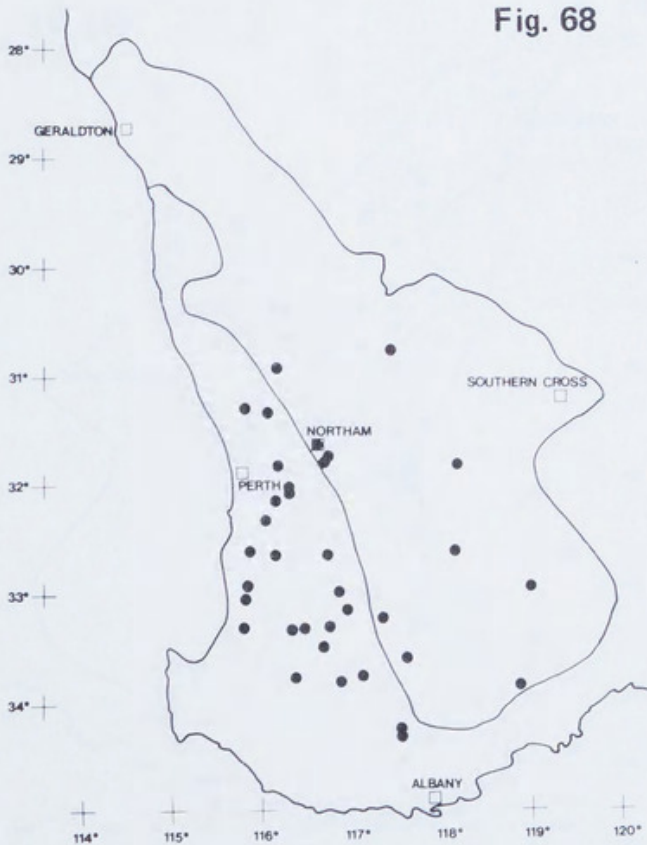 Fig. 68
28°
GERALDTON
29°
30°
31°
SOUTHERN CROSS
NORTHAM
32°
PERTH
33°
34°
ALBANY
114° 115° 116° 117° 118° 119° 120°